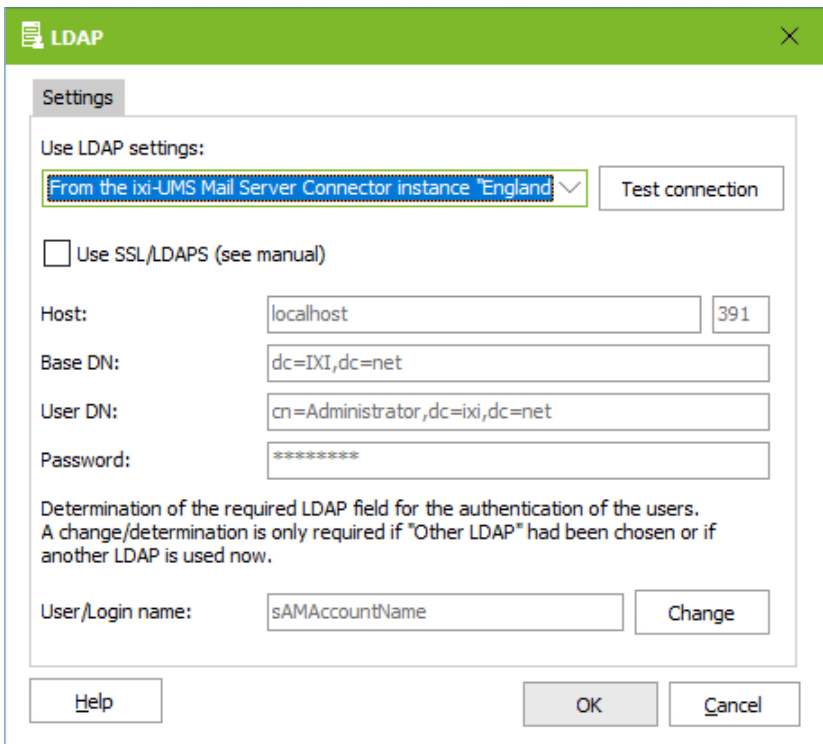 LDAP
Settings
Use LDAP settings:
From the ixi-UMS Mail Server Connector instance "England
Test connection
Use SSL/LDAPS (see manual)
Host: localhost 391
Base DN: dc=IXI,dc=net
User DN: cn=Administrator,dc=ixi,dc=net
Password: ********
Determination of the required LDAP field for the authentication of the users.
A change/determination is only required if "Other LDAP" had been chosen or if
another LDAP is used now.
User/Login name: sAMAccountName Change
Help OK Cancel